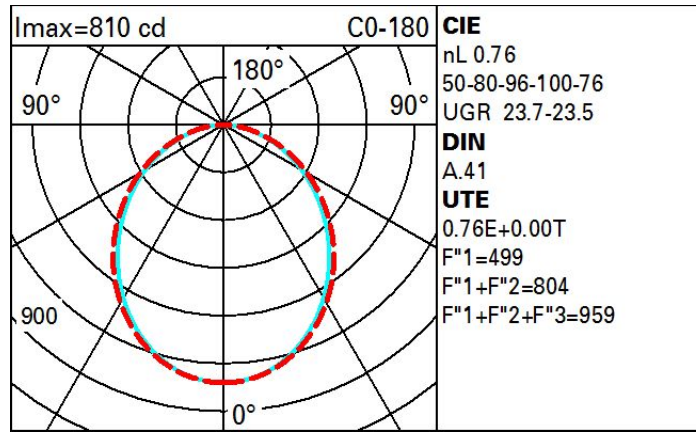 Imax=810 cd C0-180
180°
90° 90°
900
0°
CIE
nL 0.76
50-80-96-100-76
UGR 23.7-23.5
DIN
A.41
UTE
0.76E+0.00T
F"1=499
F"1+F"2=804
F"1+F"2+F"3=959